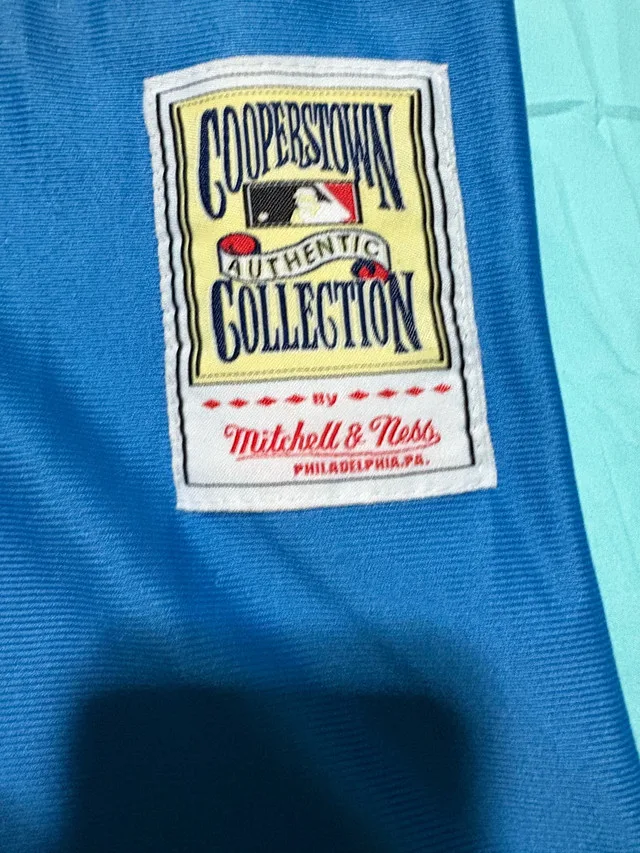 COOPERSTOWN
AUTHENTIC
COLLECTION
By
Mitchell & Ness
PHILADELPHIA,PA.